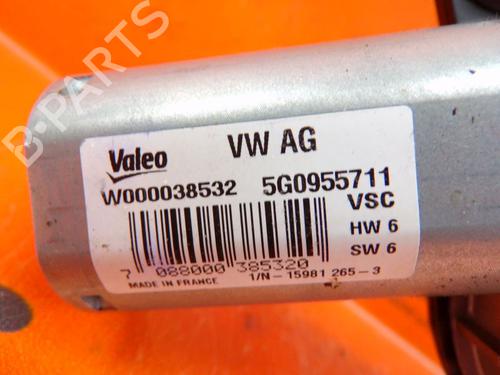 B-PARTS
Valeo VW AG
W000038532 5G0955711
VSC
HW 6
SW 6
7 088000 385320
MADE IN FRANCE 1/N-15981 265-3